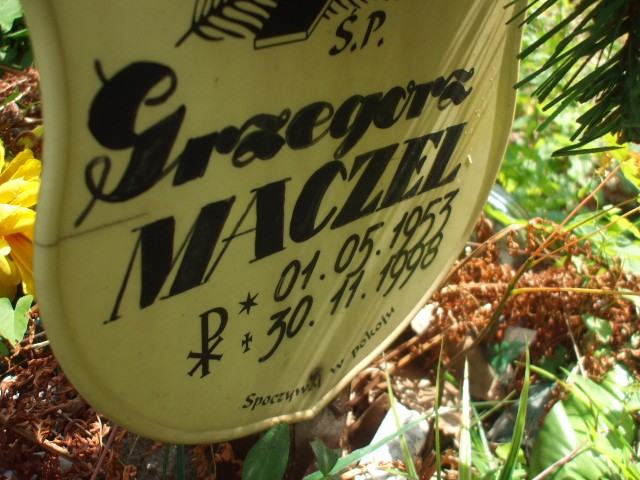 Ś.P.
Grzegorz
MACZEL
* 01. 05. 1953
+ 30. 11. 1998
Spoczywaj w pokoju